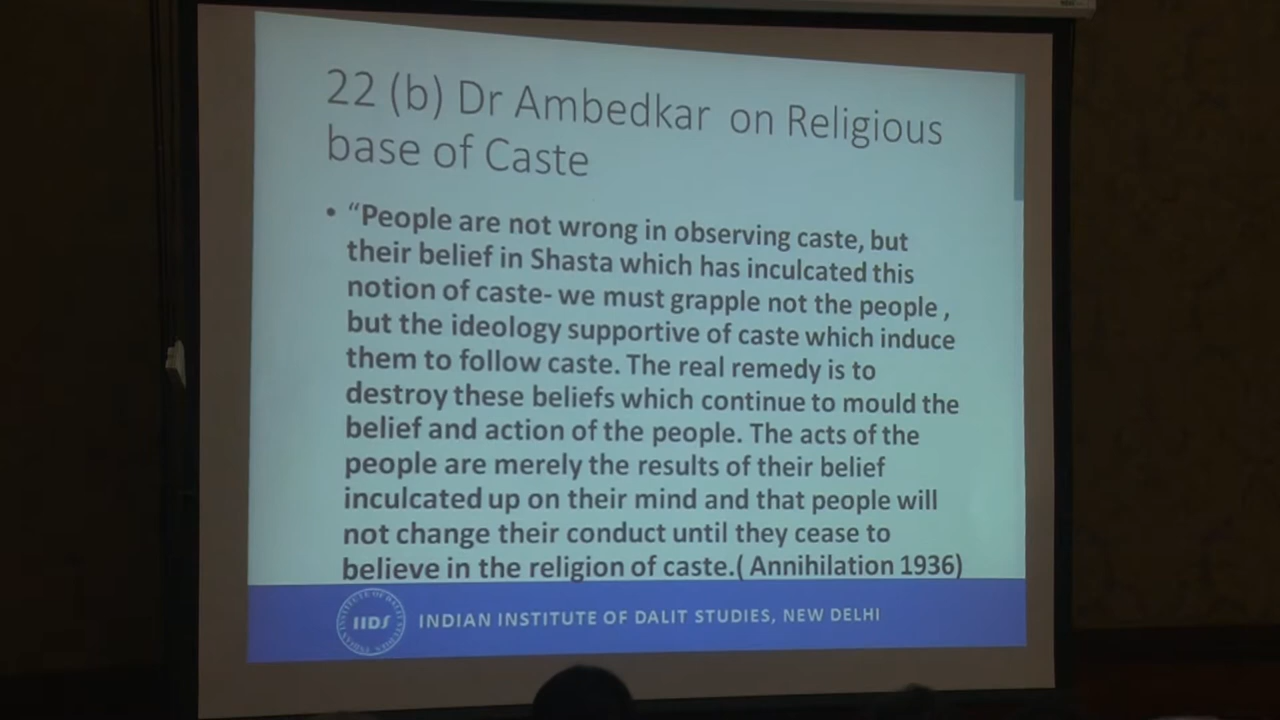 22 (b) Dr Ambedkar on Religious
base of Caste
• “People are not wrong in observing caste, but
their belief in Shasta which has inculcated this
notion of caste- we must grapple not the people ,
but the ideology supportive of caste which induce
them to follow caste. The real remedy is to
destroy these beliefs which continue to mould the
belief and action of the people. The acts of the
people are merely the results of their belief
inculcated up on their mind and that people will
not change their conduct until they cease to
believe in the religion of caste.( Annihilation 1936)
IIDS
INDIAN INSTITUTE OF DALIT STUDIES, NEW DELHI